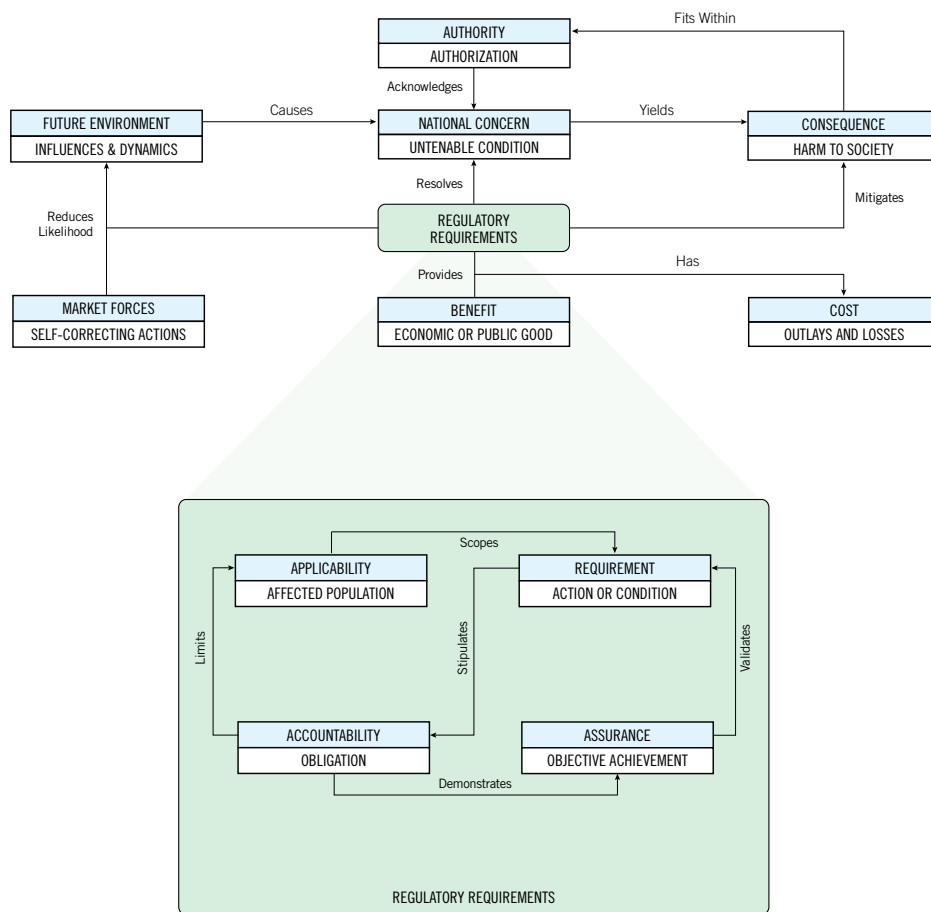 AUTHORITY
AUTHORIZATION
Fits Within
Acknowledges
FUTURE ENVIRONMENT
INFLUENCES & DYNAMICS
Causes
NATIONAL CONCERN
UNTENABLE CONDITION
Yields
CONSEQUENCE
HARM TO SOCIETY
Resolves
Mitigates
Reduces
Likelihood
REGULATORY
REQUIREMENTS
Provides
Has
MARKET FORCES
SELF-CORRECTING ACTIONS
BENEFIT
ECONOMIC OR PUBLIC GOOD
COST
OUTLAYS AND LOSSES
Scopes
APPLICABILITY
AFFECTED POPULATION
REQUIREMENT
ACTION OR CONDITION
Limits
Stipulates
Validates
ACCOUNTABILITY
OBLIGATION
ASSURANCE
OBJECTIVE ACHIEVEMENT
Demonstrates
REGULATORY REQUIREMENTS